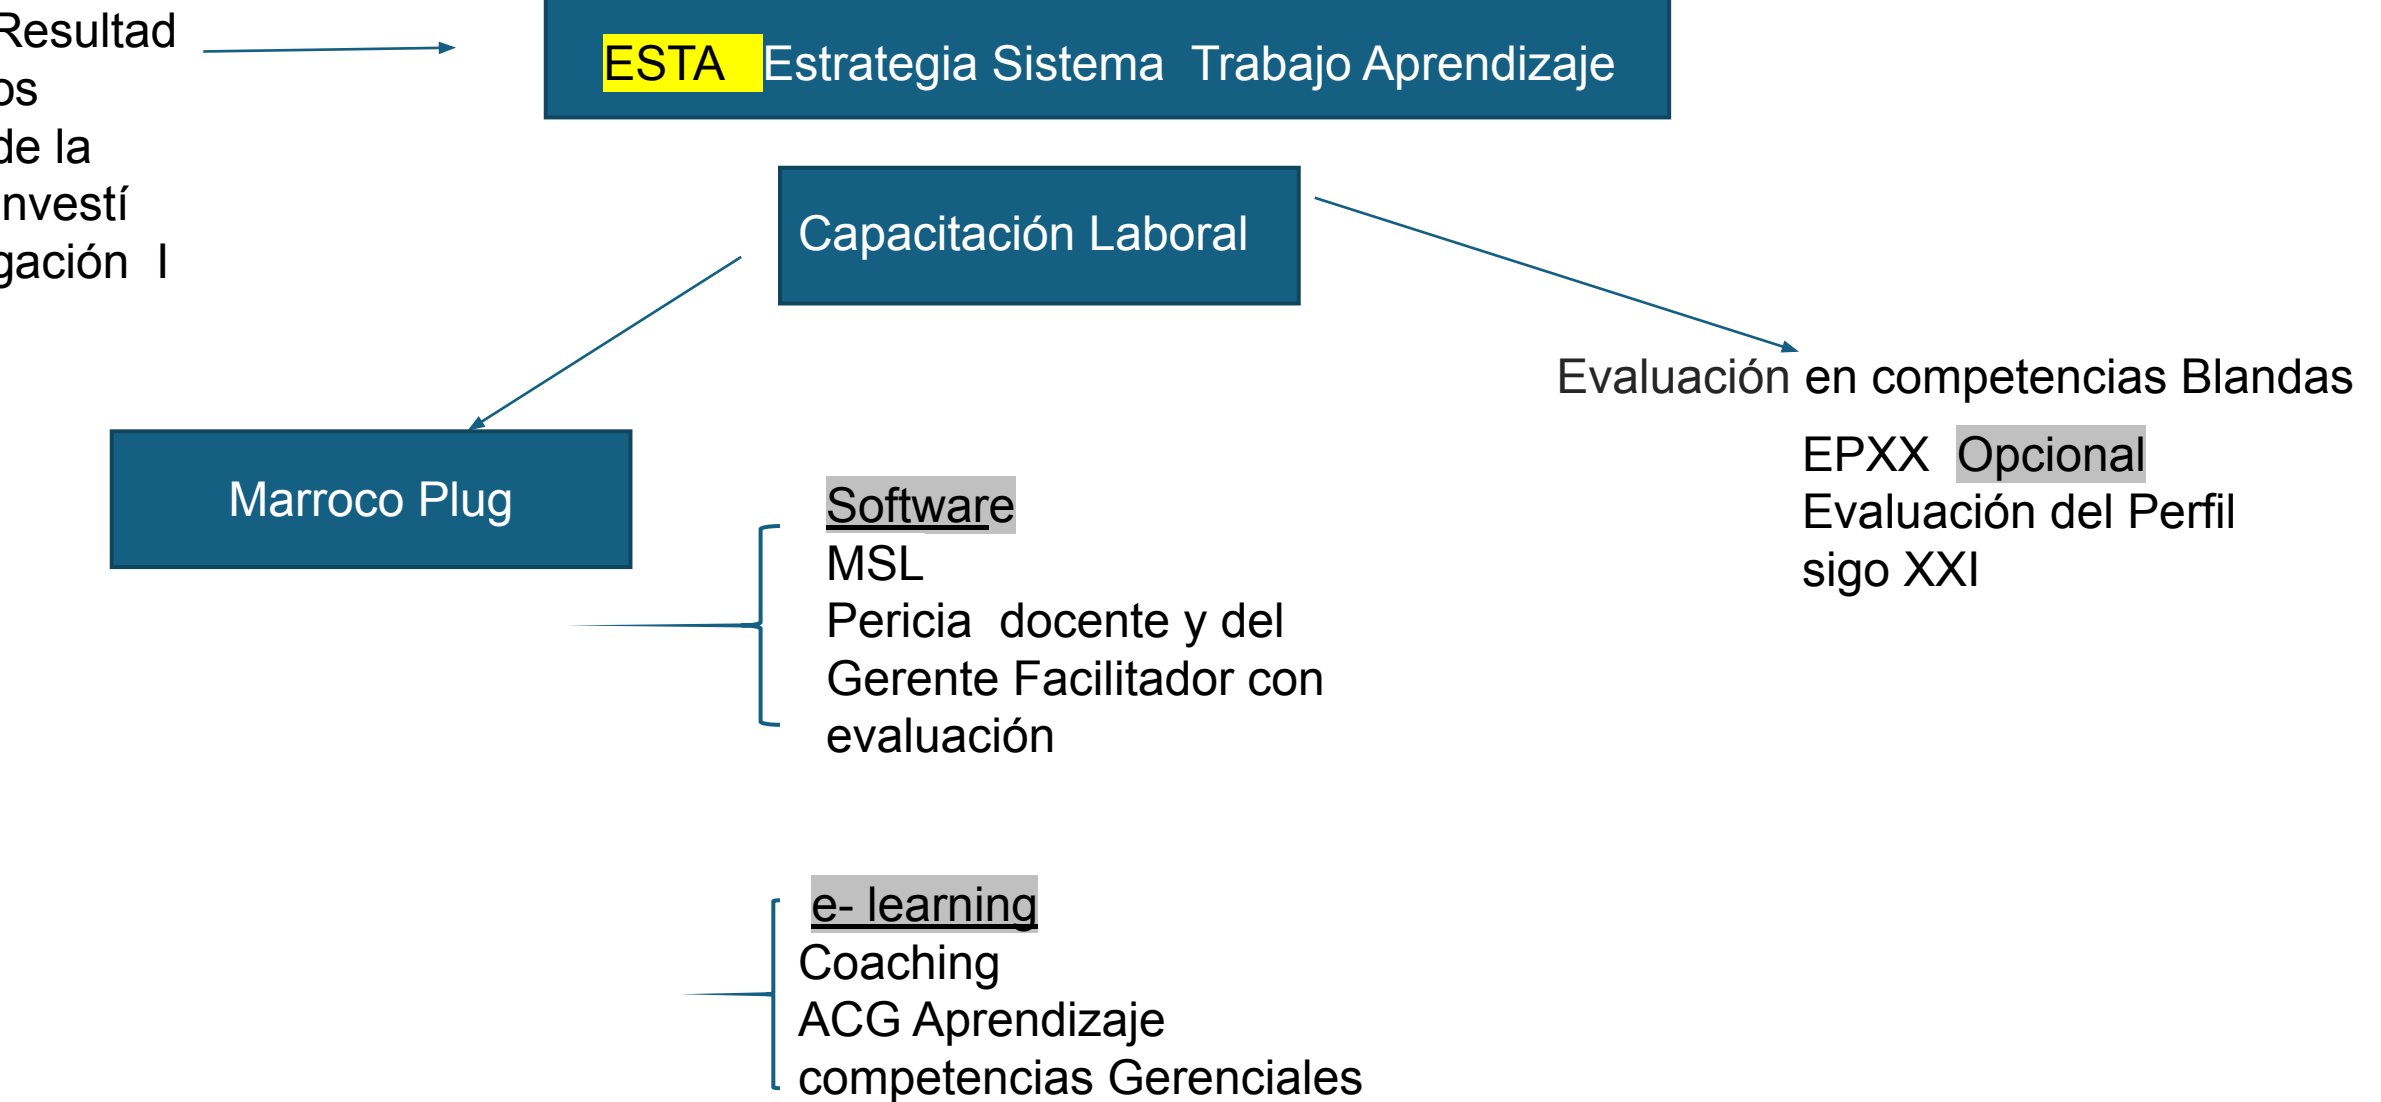 Resultad
os
de la
nvestí
gación I
ESTA Estrategia Sistema Trabajo Aprendizaje
Capacitación Laboral
Evaluación en competencias Blandas
EPXX Opcional
Evaluación del Perfil
sigo XXI
Marroco Plug
Software
MSL
Pericia docente y del
Gerente Facilitador con
evaluación
e- learning
Coaching
ACG Aprendizaje
competencias Gerenciales